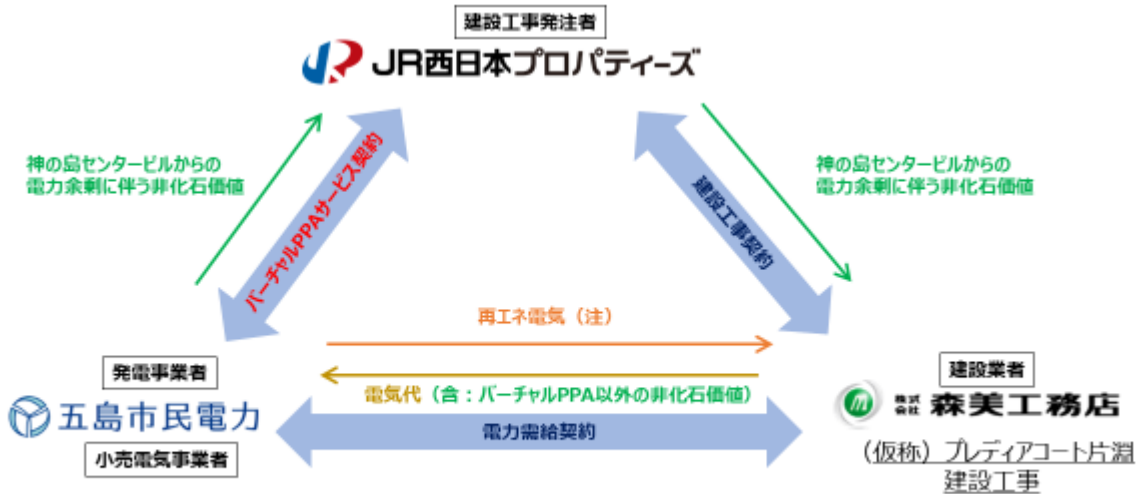 建設工事発注者
JR西日本プロパティーズ
神の島センタービルからの
電力余剰に伴う非化石価値
バーチャルPPAサービス契約
建設工事契約
神の島センタービルからの
電力余剰に伴う非化石価値
再エネ電気（注）
発電事業者
五島市民電力
小売電気事業者
電気代（含：バーチャルPPA以外の非化石価値）
電力需給契約
建設業者
株式会社 森美工務店
（仮称）プレディアコート片淵
建設工事